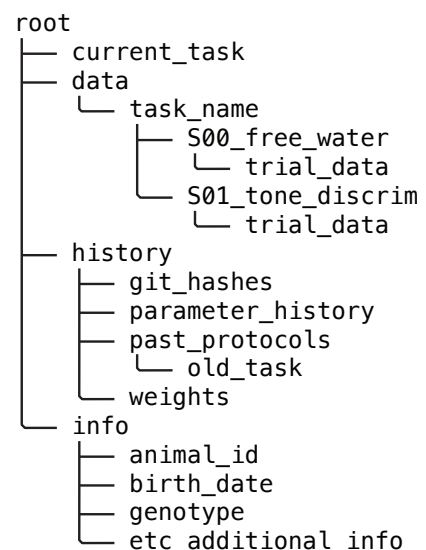 root
current_task
data
task_name
S00_free_water
trial_data
S01_tone_discrim
trial_data
history
git_hashes
parameter_history
past_protocols
old_task
weights
info
animal_id
birth_date
genotype
etc additional info